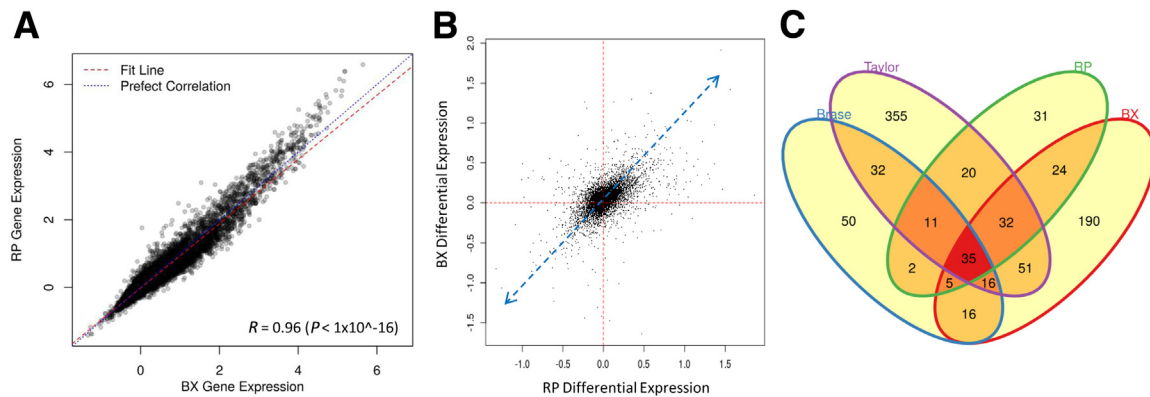 A
Fit Line
Prefect Correlation
RP Gene Expression
6
4
2
0
R = 0.96 (P < 1x10^-16)
0 2 4 6
BX Gene Expression
B
BX Differential Expression
2.0
1.5
1.0
0.5
0.0
-0.5
-1.0
-1.5
-1.0 -0.5 0.0 0.5 1.0 1.5
RP Differential Expression
C
Taylor
RP
Brase
BX
355
31
32
20
24
50
11
32
190
35
2
51
5
16
16